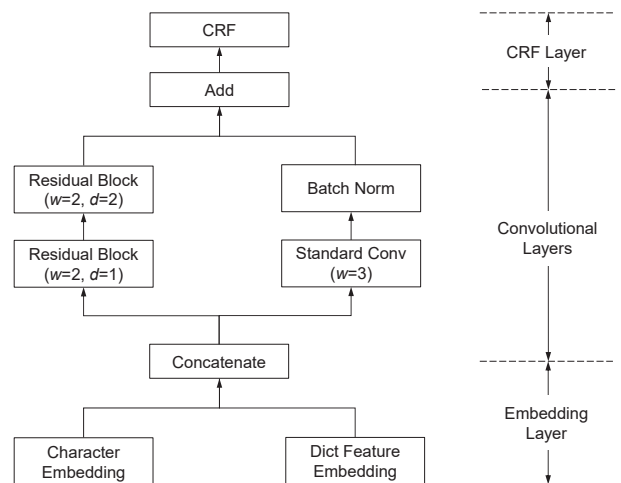 CRF
CRF Layer
Add
Residual Block
(w=2, d=2)
Batch Norm
Residual Block
(w=2, d=1)
Standard Conv
(w=3)
Convolutional
Layers
Concatenate
Embedding
Layer
Character
Embedding
Dict Feature
Embedding